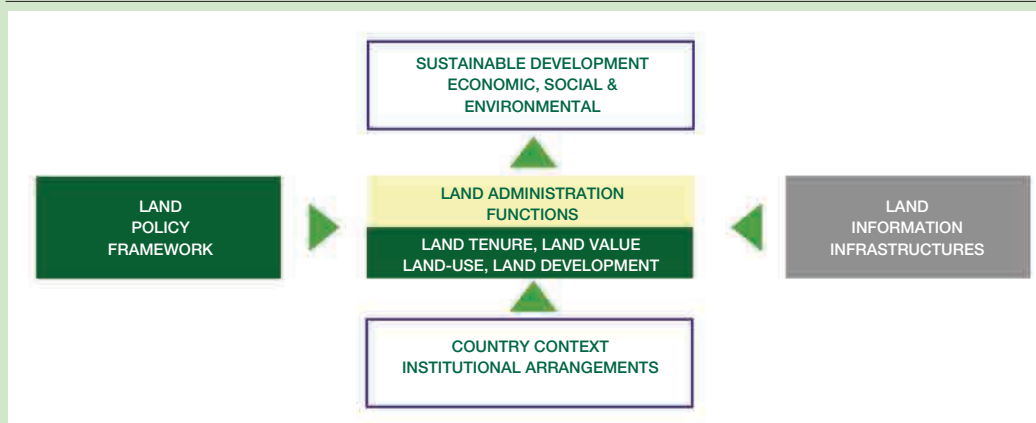 SUSTAINABLE DEVELOPMENT
ECONOMIC, SOCIAL &
ENVIRONMENTAL
LAND
POLICY
FRAMEWORK
LAND ADMINISTRATION
FUNCTIONS
LAND TENURE, LAND VALUE
LAND-USE, LAND DEVELOPMENT
LAND
INFORMATION
INFRASTRUCTURES
COUNTRY CONTEXT
INSTITUTIONAL ARRANGEMENTS